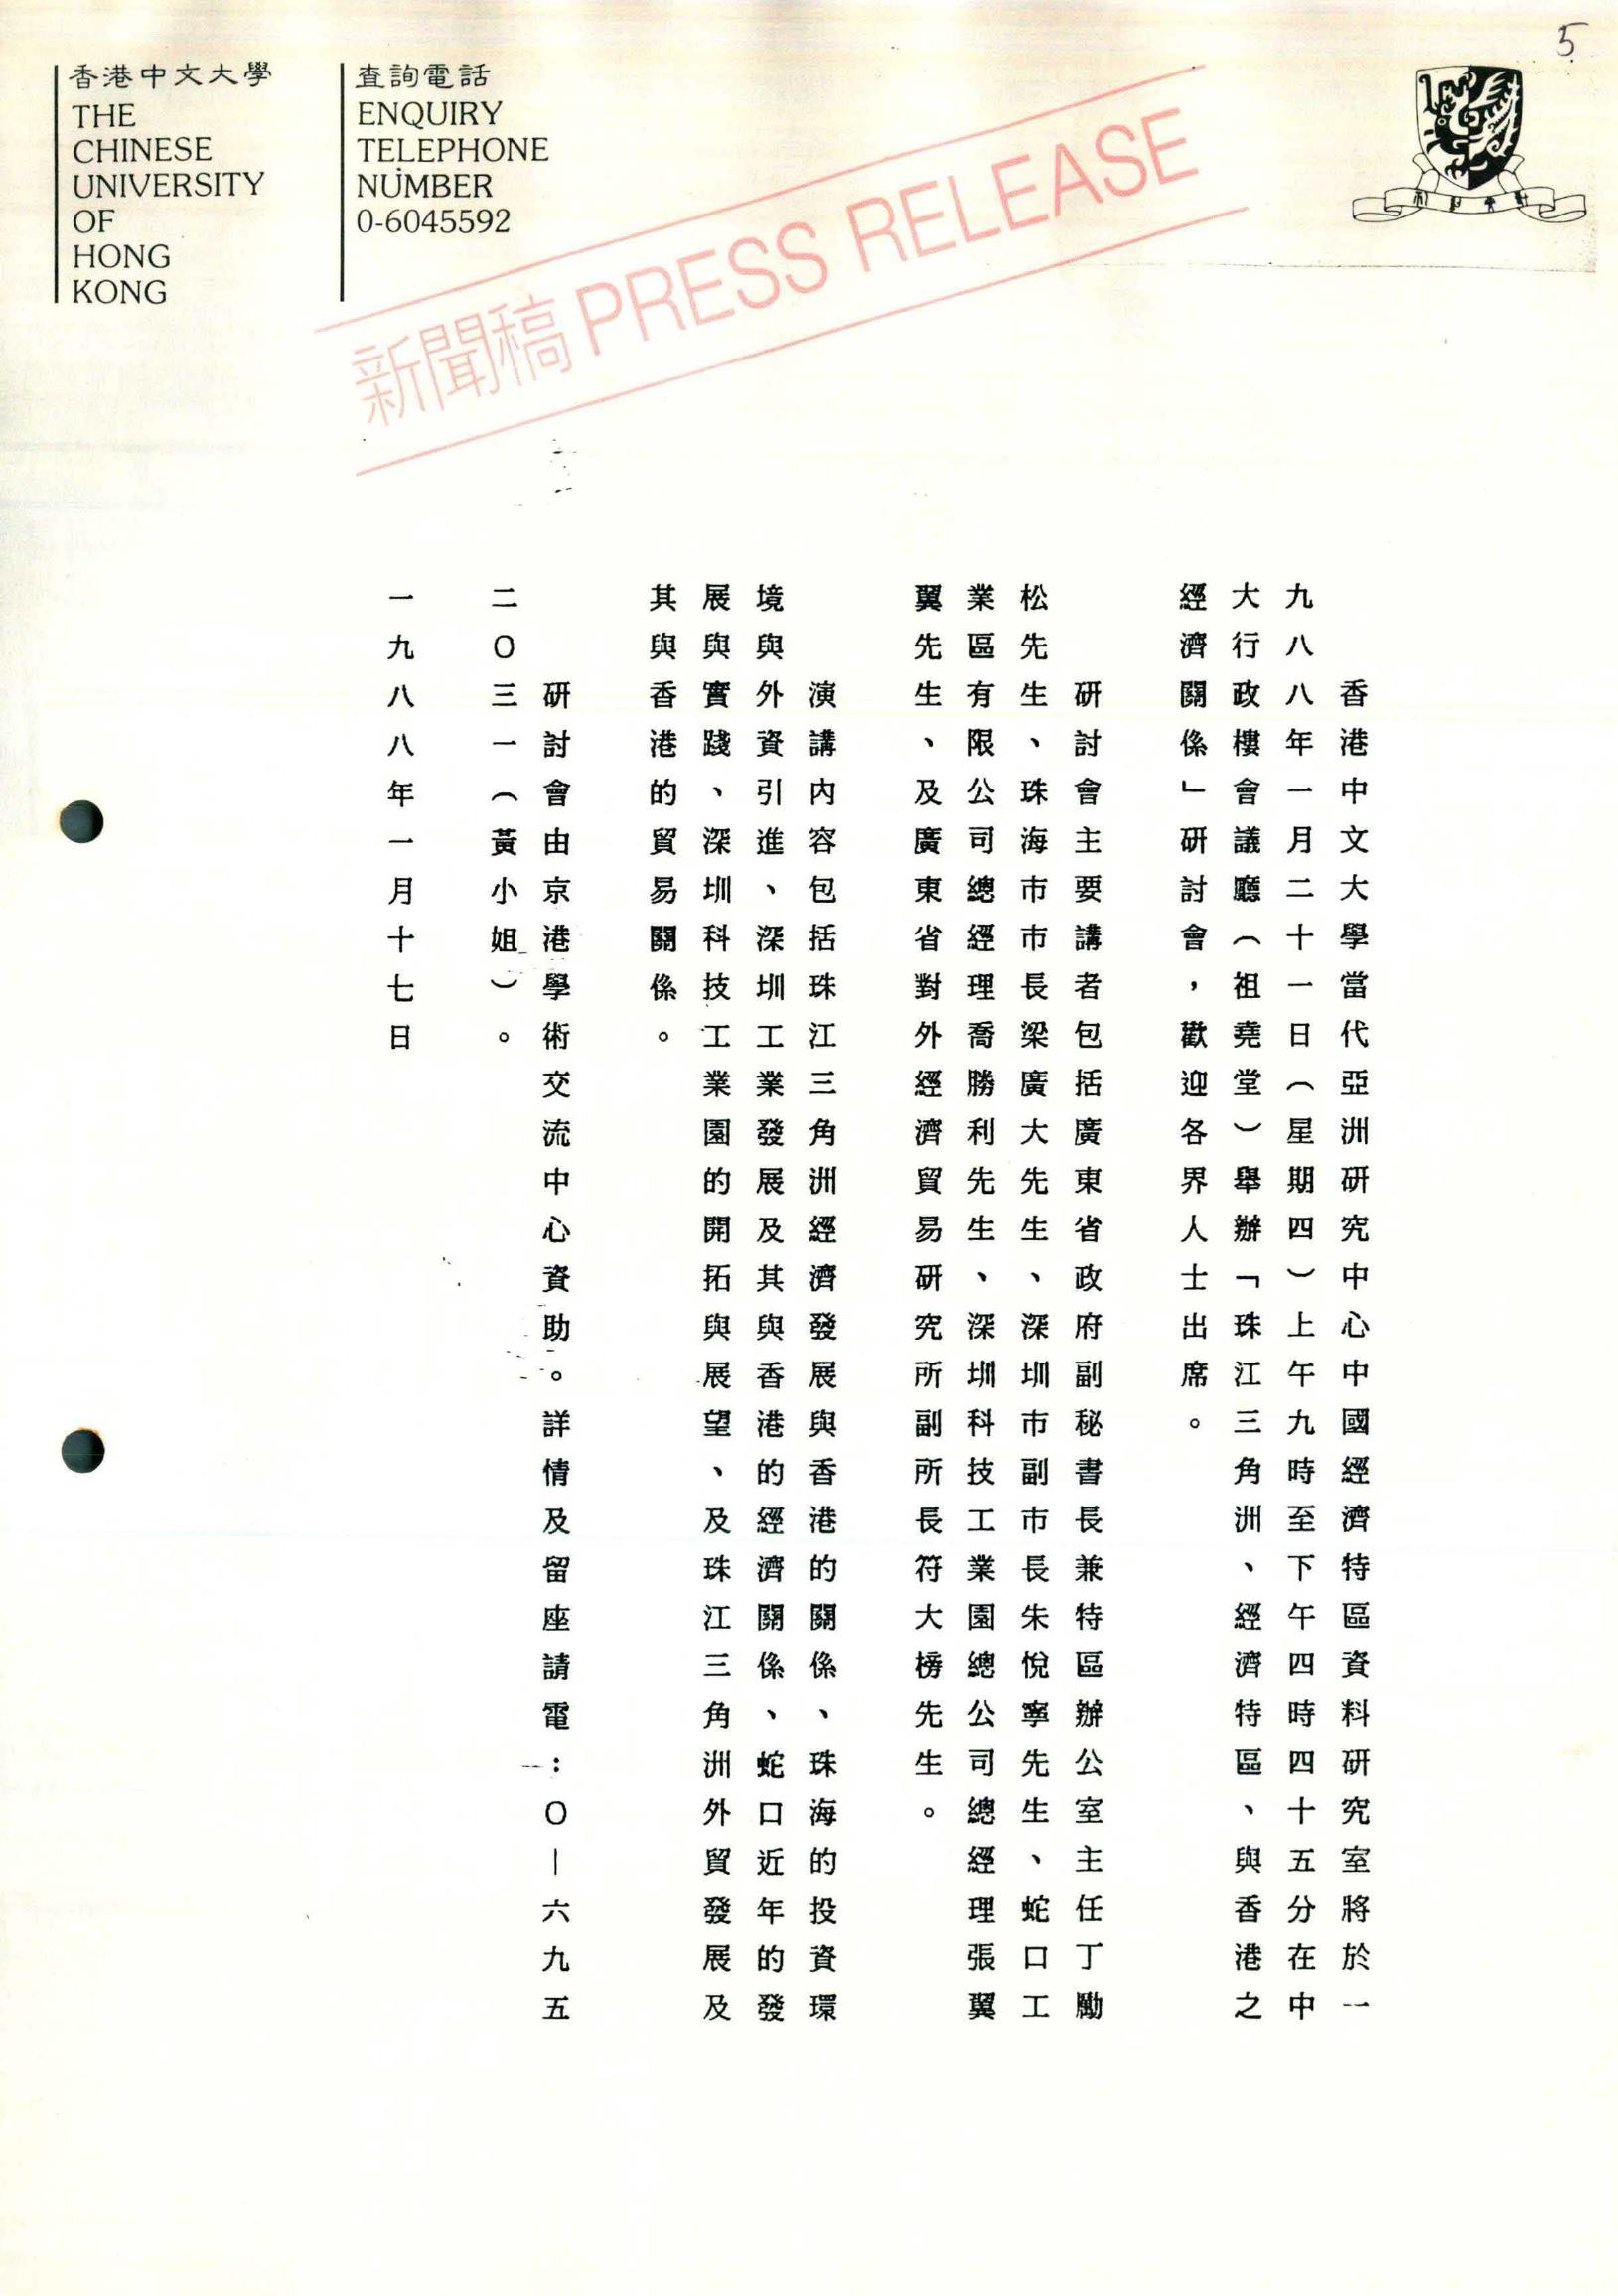 5
香港中文大學
THE
CHINESE
UNIVERSITY
OF
HONG
KONG
查詢電話
ENQUIRY
TELEPHONE
NUMBER
0-6045592
新聞稿 PRESS RELEASE
香港中文大學當代亞洲研究中心中國經濟特區資料研究室將於一
九八八年一月二十一日（星期四）上午九時至下午四時四十五分在中
大行政樓會議廳（祖堯堂）舉辦「珠江三角洲、經濟特區、與香港之
經濟關係」研討會，歡迎各界人士出席。
研討會主要講者包括廣東省政府副秘書長兼特區辦公室主任丁勵
松先生、珠海市市長梁廣大先生、深圳市副市長朱悅寧先生、蛇口工
業區有限公司總經理喬勝利先生、深圳科技工業園總公司總經理張翼
翼先生、及廣東省對外經濟貿易研究所副所長符大榜先生。
演講內容包括珠江三角洲經濟發展與香港的關係、珠海的投資環
境與外資引進、深圳工業發展及其與香港的經濟關係、蛇口近年的發
展與實踐、深圳科技工業園的開拓與展望、及珠江三角洲外貿發展及
其與香港的貿易關係。
研討會由京港學術交流中心資助。詳情及留座請電：〇—六九五
二〇三一（黃小姐）。
一九八八年一月十七日